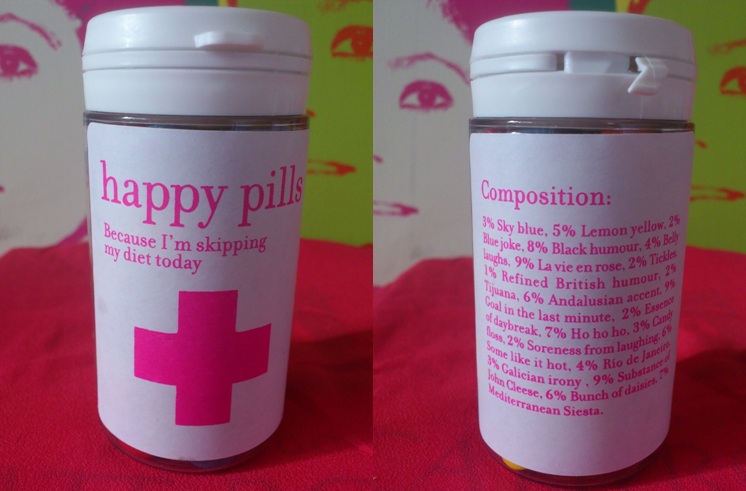 happy pills
Because I'm skipping
my diet today
Composition:
3% Sky blue, 5% Lemon yellow, 2%
Blue joke, 8% Black humour, 4% Belly
laughs, 9% La vie en rose, 2% Tickles,
1% Refined British humour, 2%
Tijuana, 6% Andalusian accent, 9%
Goal in the last minute, 2% Essence
of daybreak, 7% Ho ho ho, 3% Candy
floss, 2% Soreness from laughing, 6%
Some like it hot, 4% Río de Janeiro,
3% Galician irony , 9% Substance of
John Cleese, 6% Bunch of daisies, 7%
Mediterranean Siesta.